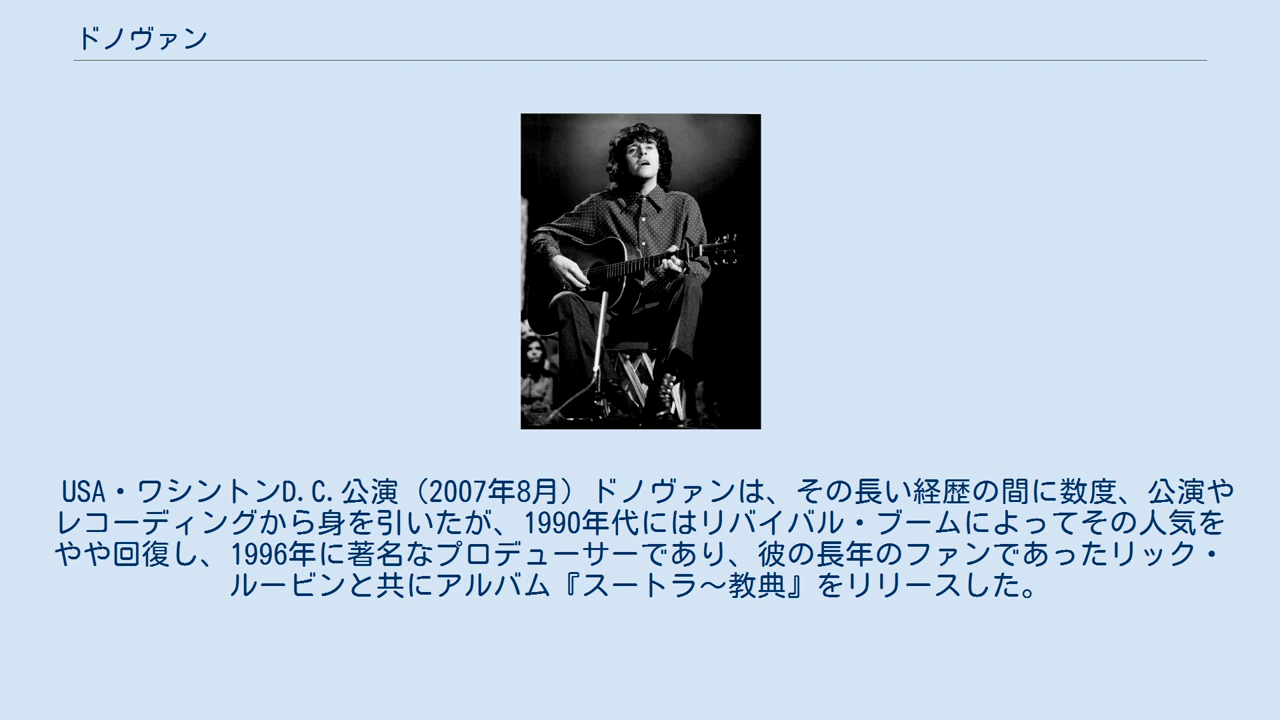 ドノヴァン
USA・ワシントンD.C.公演（2007年8月）ドノヴァンは、その長い経歴の間に数度、公演や
レコーディングから身を引いたが、1990年代にはリバイバル・ブームによってその人気を
やや回復し、1996年に著名なプロデューサーであり、彼の長年のファンであったリック・
ルービンと共にアルバム『スートラ〜教典』をリリースした。